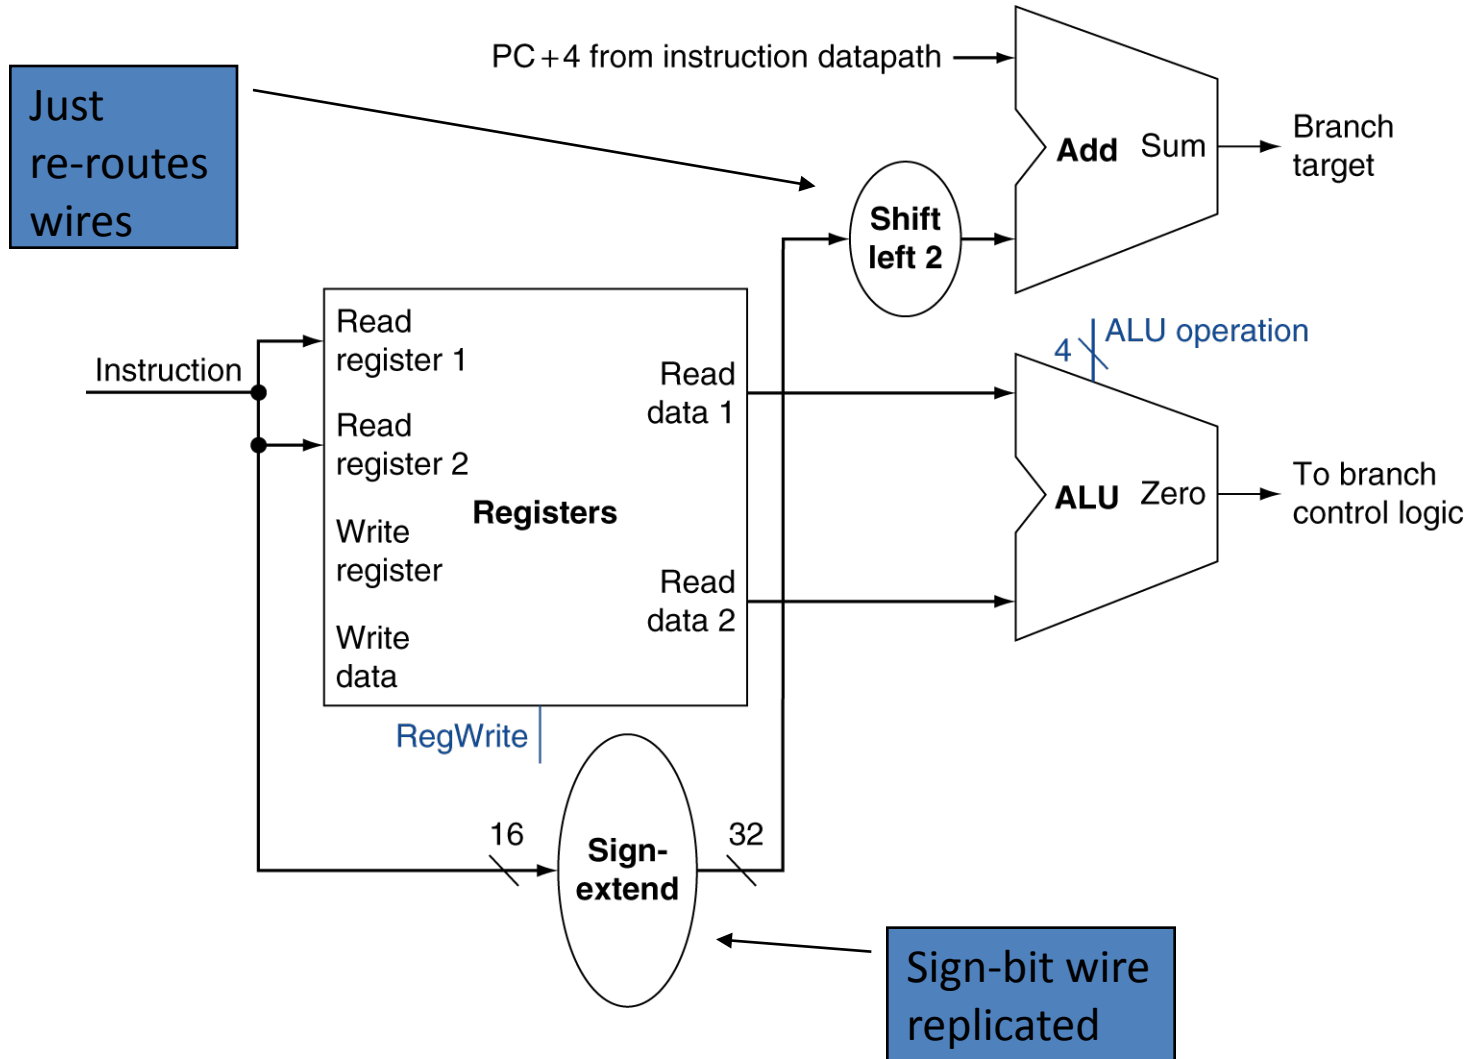 PC+4 from instruction datapath
Just
re-routes
wires
Add Sum
Branch
target
Shift
left 2
ALU operation
4
Instruction
Read
register 1
Read
data 1
Read
register 2
Registers
ALU Zero
To branch
control logic
Write
register
Read
data 2
Write
data
RegWrite
16
Sign-
extend
32
Sign-bit wire
replicated